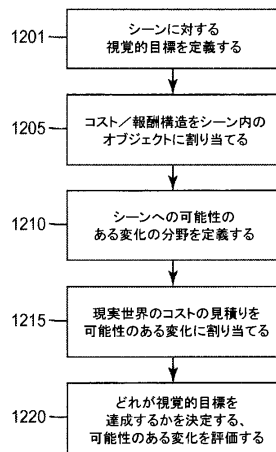 1201
シーンに対する
視覚的目標を定義する
1205
コスト／報酬構造をシーン内の
オブジェクトに割り当てる
1210
シーンへの可能性の
ある変化の分野を定義する
1215
現実世界のコストの見積りを
可能性のある変化に割り当てる
1220
どれが視覚的目標を
達成するかを決定する、
可能性のある変化を評価する